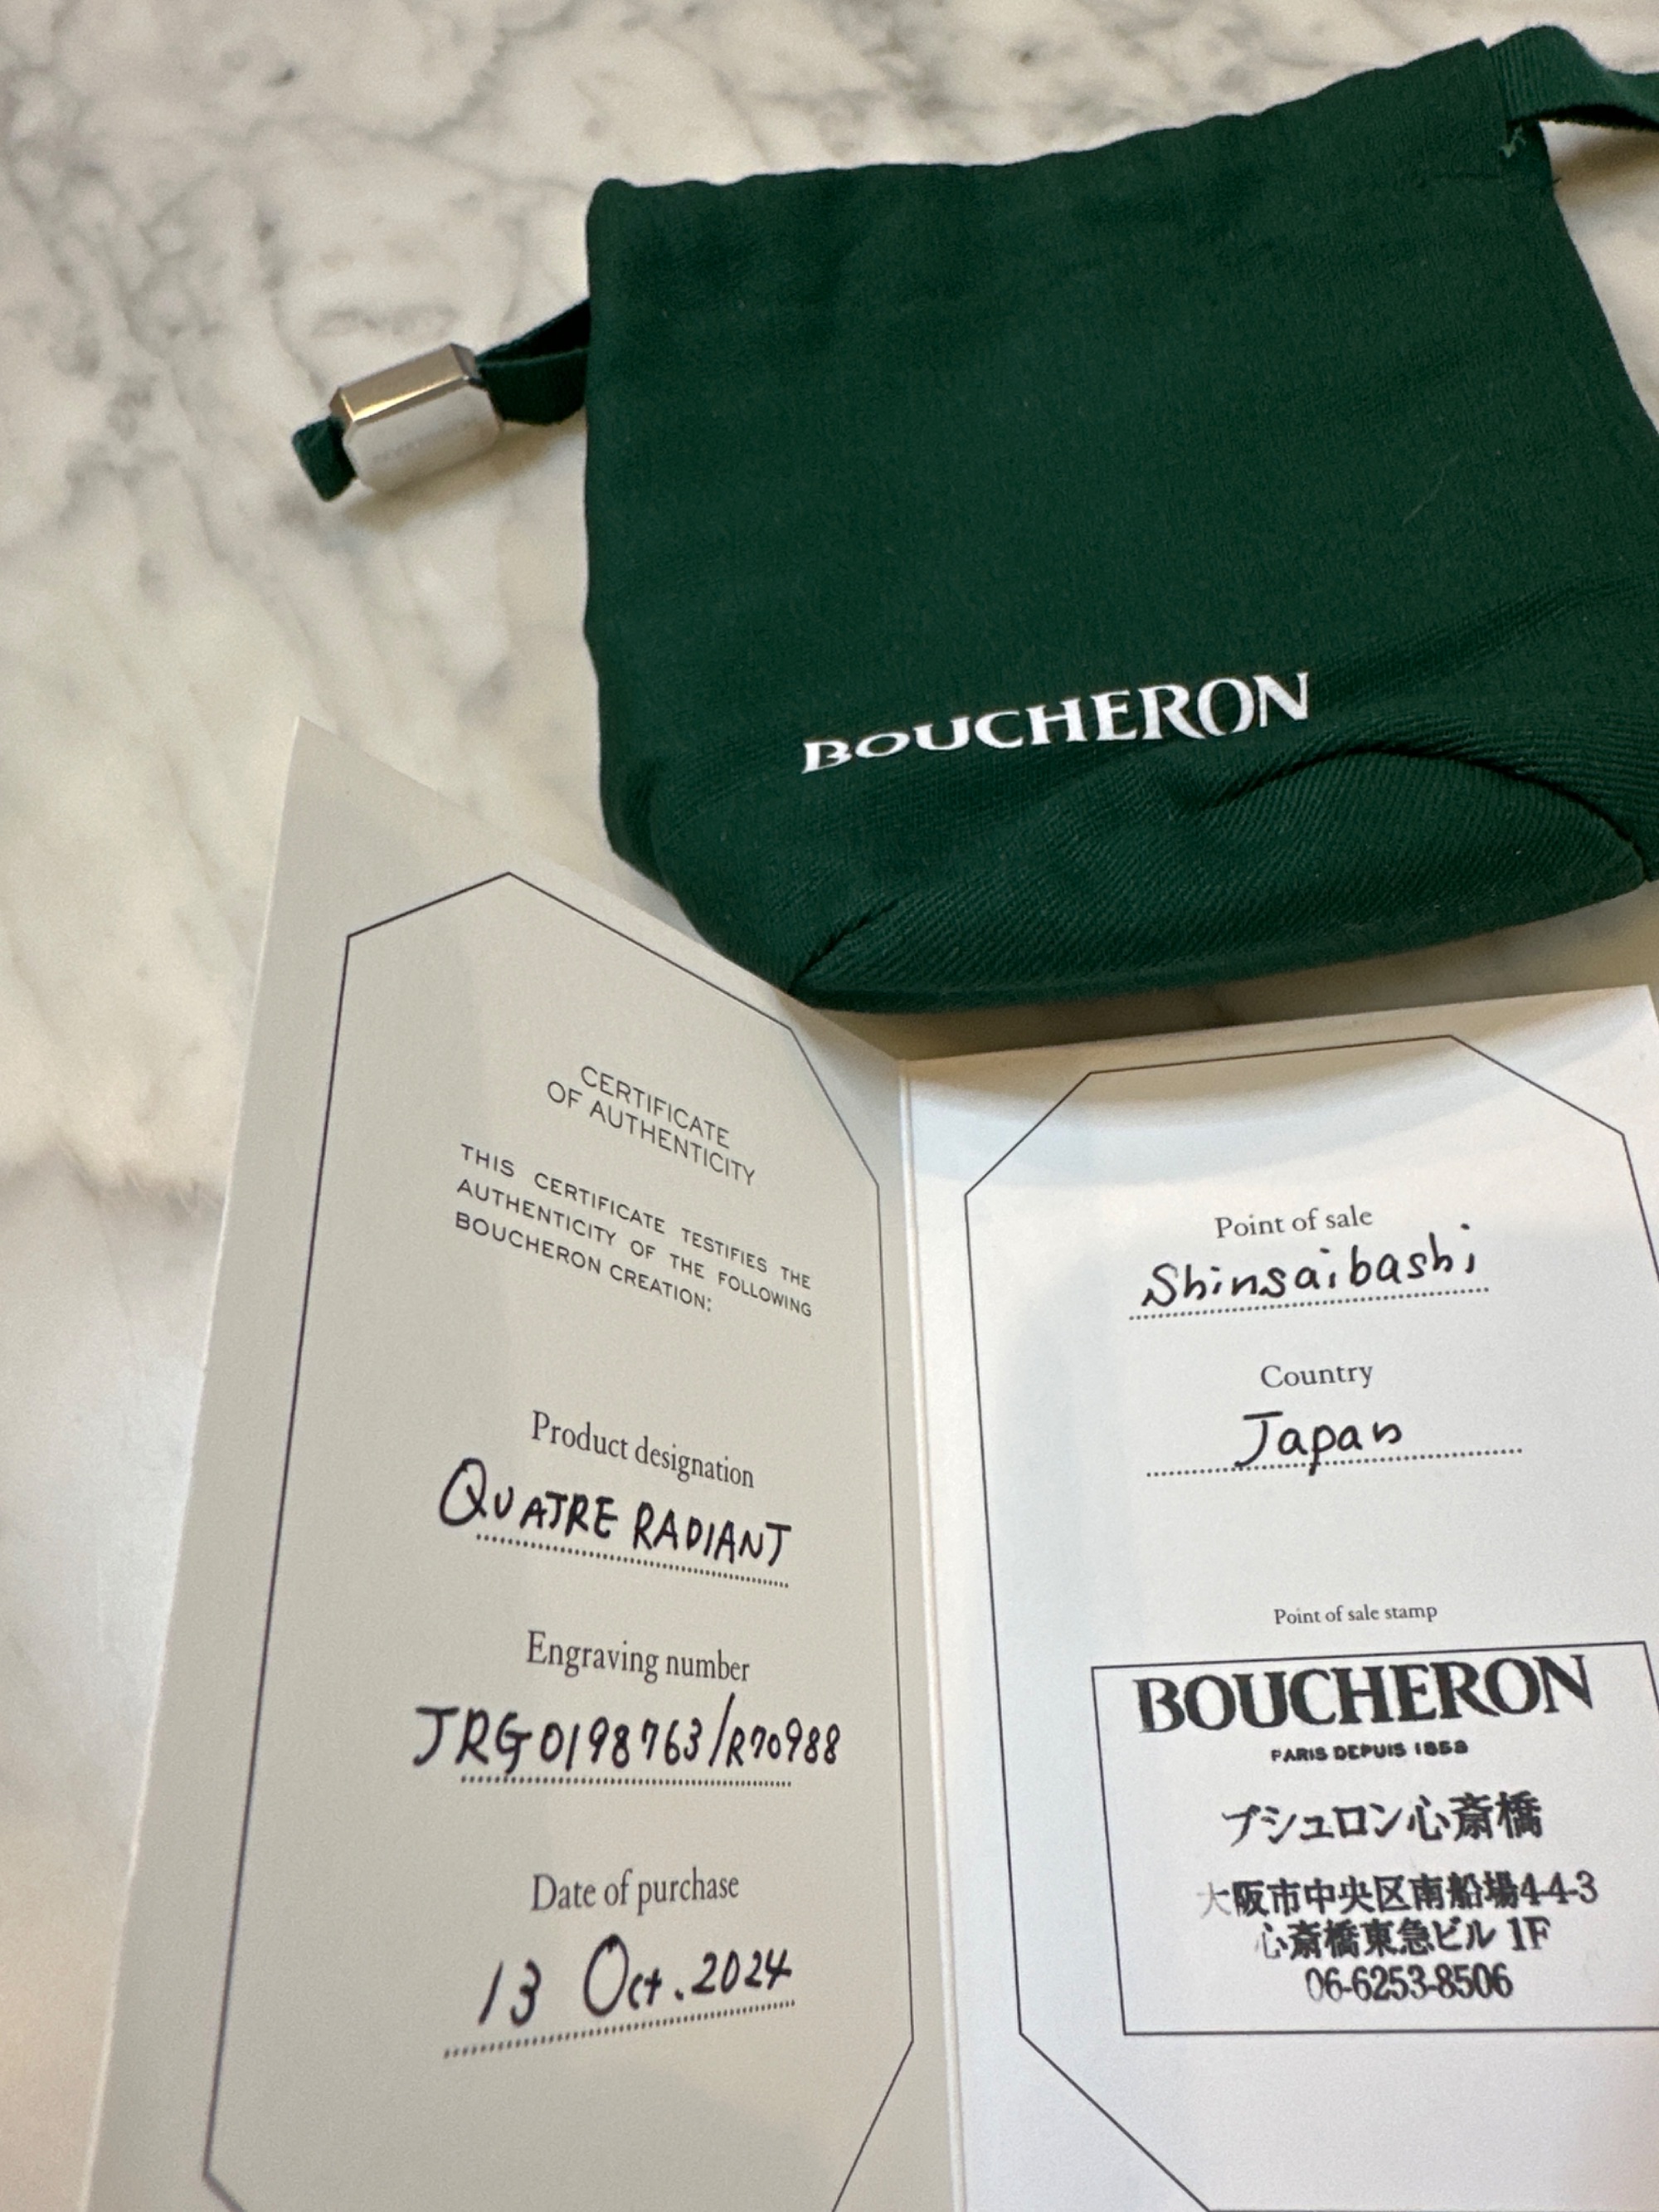 BOUCHERON
CERTIFICATE
OF AUTHENTICITY
THIS CERTIFICATE TESTIFIES THE
AUTHENTICITY OF THE FOLLOWING
BOUCHERON CREATION:
Product designation
QUATRE RADIANT
Engraving number
JRG0198763/R70988
Date of purchase
13 Oct. 2024
Point of sale
Shinsaibashi
Country
Japan
Point of sale stamp
BOUCHERON
PARIS DEPUIS 1858
ブシュロン心斎橋
大阪市中央区南船場4-4-3
心斎橋東急ビル 1F
06-6253-8506